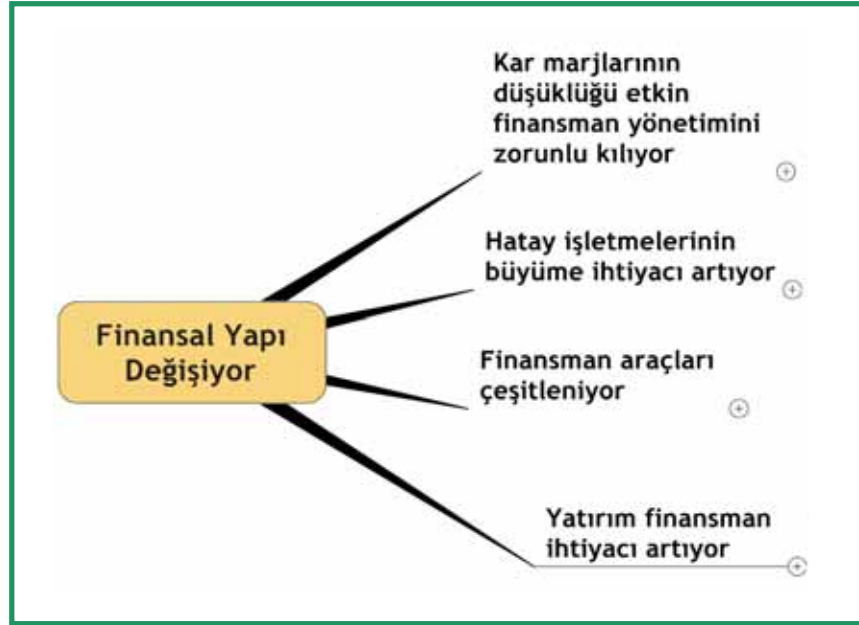 Kar marjlarının
düşüklüğü etkin
finansman yönetimini
zorunlu kılıyor
Hatay işletmelerinin
büyüme ihtiyacı artıyor
Finansal Yapı
Değişiyor
Finansman araçları
çeşitleniyor
Yatırım finansman
ihtiyacı artıyor